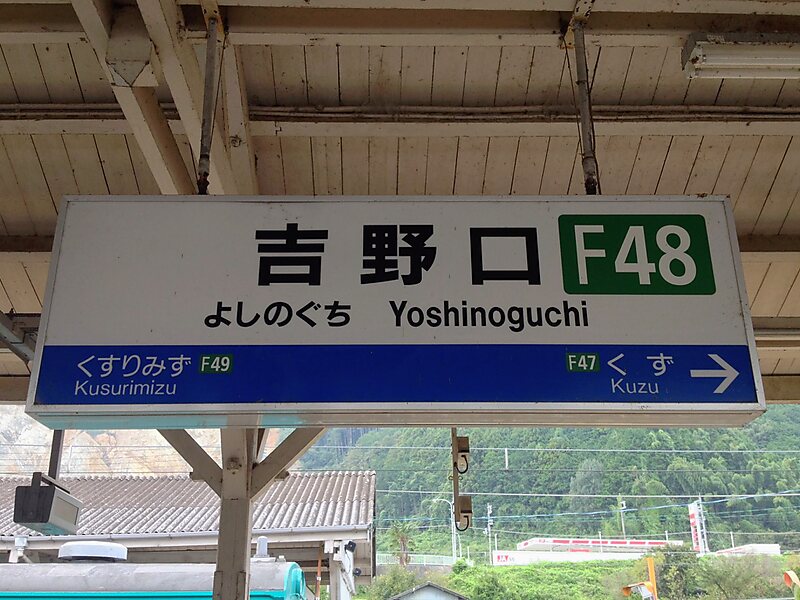 吉野口 F48
よしのぐち Yoshinoguchi
くすりみず F49 F47 くず →
Kusurimizu Kuzu